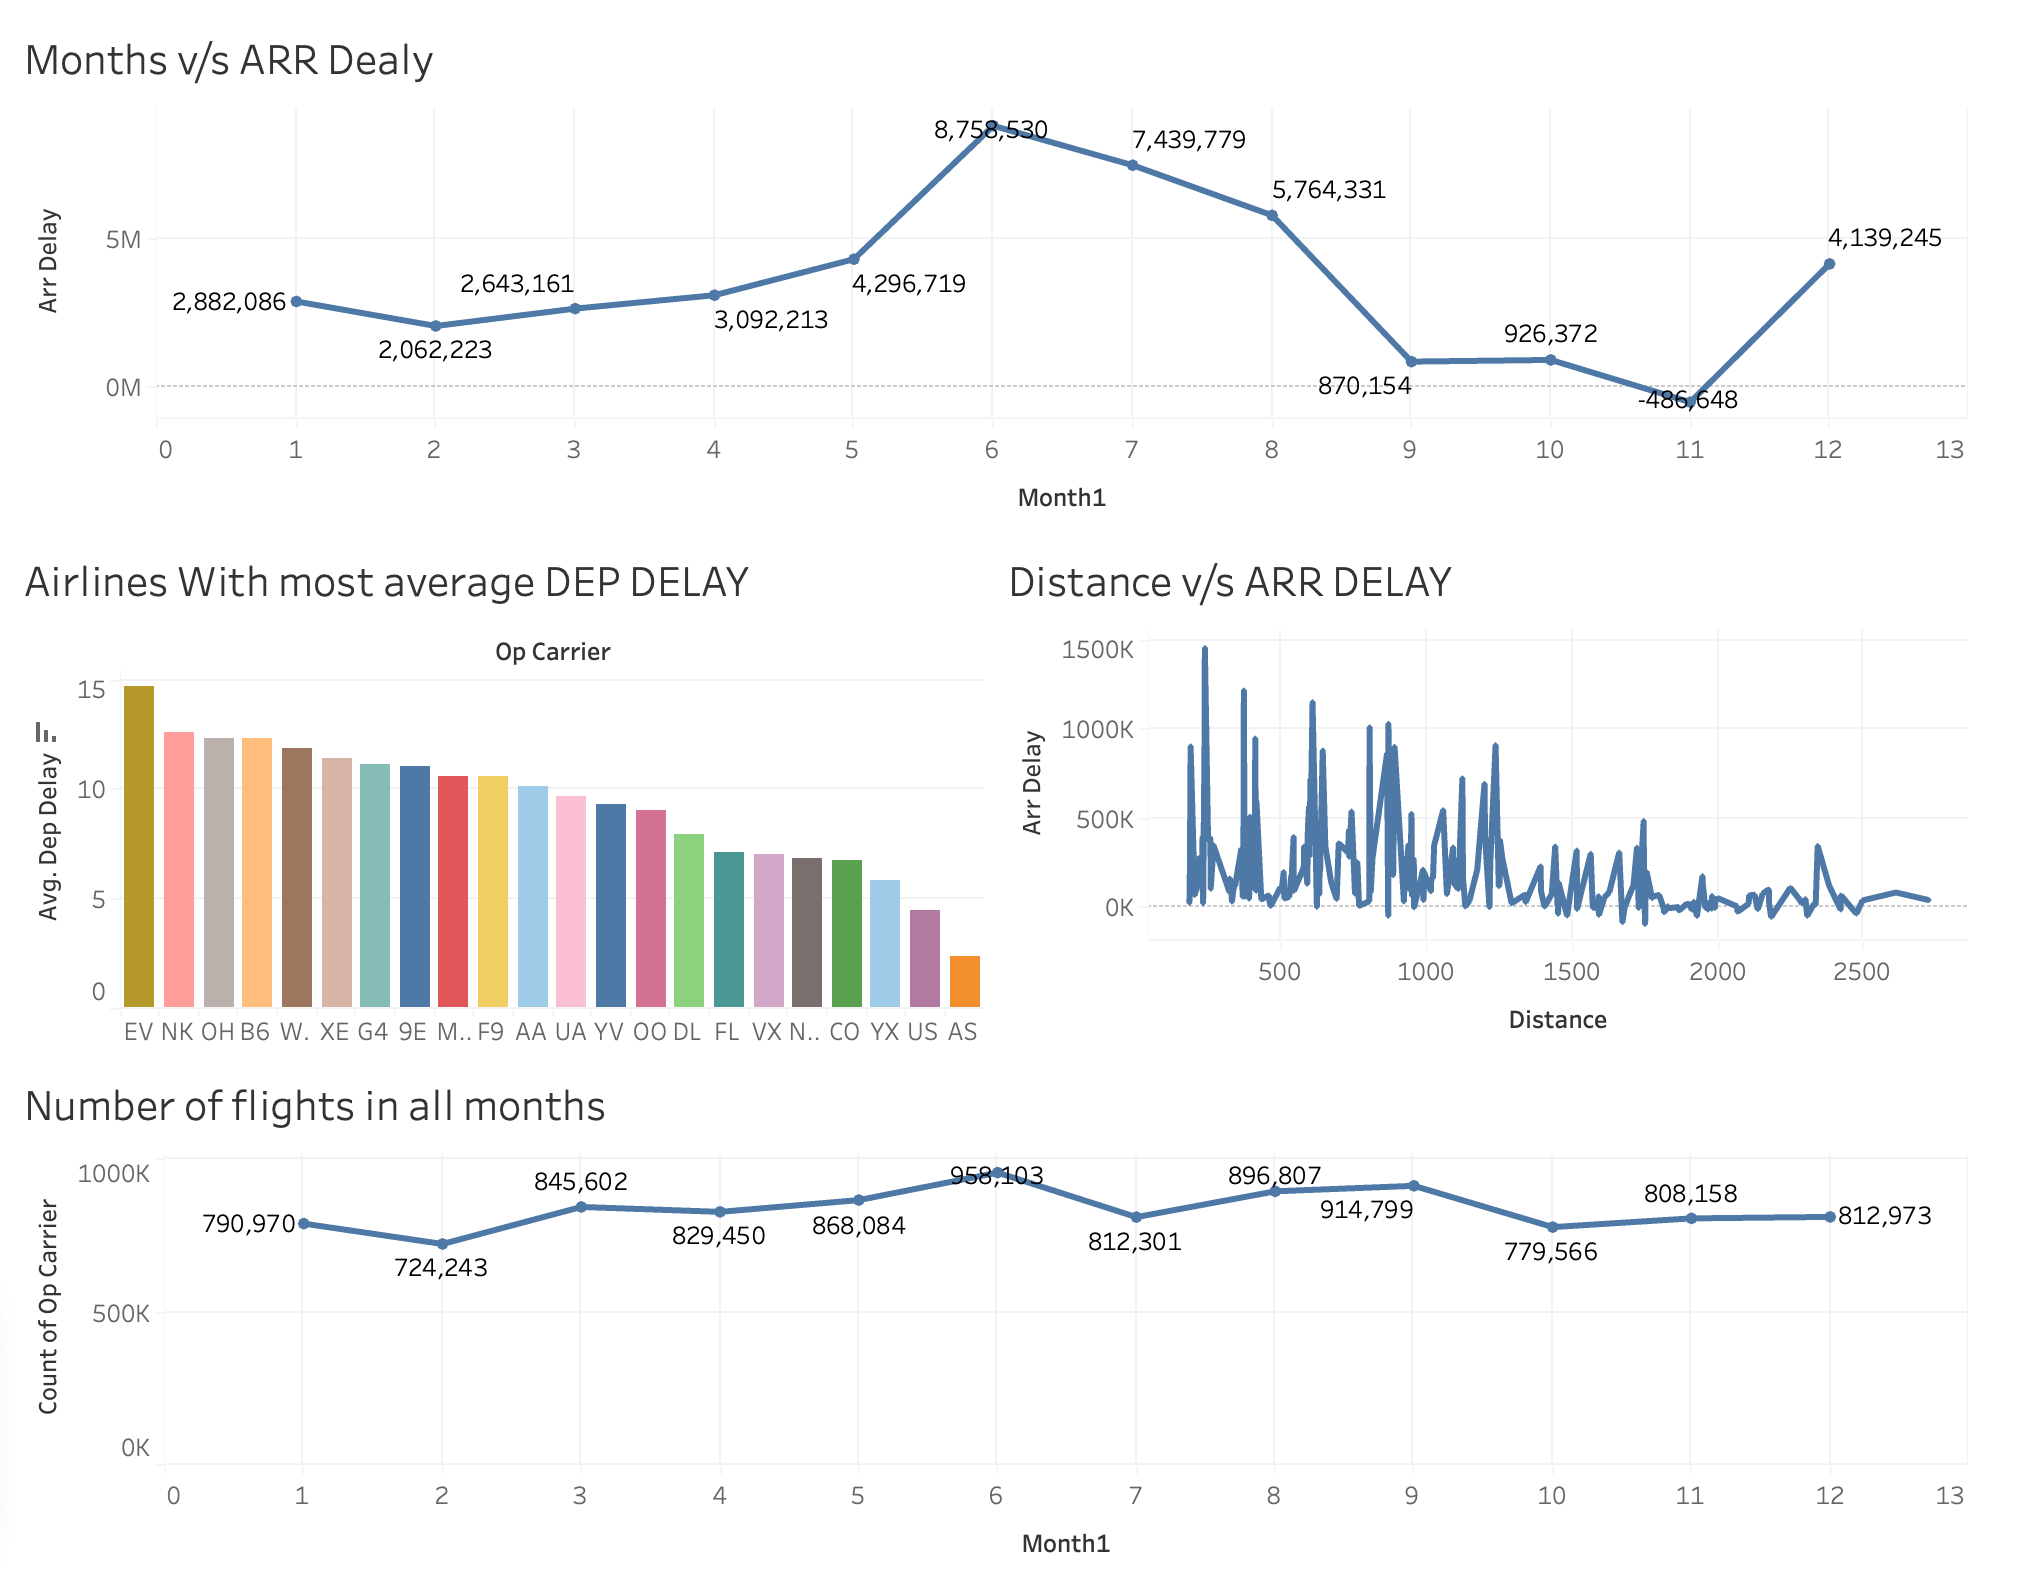 Months v/s ARR Dealy
Arr Delay
5M
0M
2,882,086
2,062,223
2,643,161
3,092,213
4,296,719
8,758,530
7,439,779
5,764,331
870,154
926,372
-486,648
4,139,245
0 1 2 3 4 5 6 7 8 9 10 11 12 13
Month1
Airlines With most average DEP DELAY
Op Carrier
Avg. Dep Delay
15
10
5
0
EV NK OH B6 W. XE G4 9E M.. F9 AA UA YV OO DL FL VX N.. CO YX US AS
Distance v/s ARR DELAY
Arr Delay
1500K
1000K
500K
0K
500 1000 1500 2000 2500
Distance
Number of flights in all months
Count of Op Carrier
1000K
500K
0K
790,970
724,243
845,602
829,450
868,084
958,103
812,301
896,807
914,799
779,566
808,158
812,973
0 1 2 3 4 5 6 7 8 9 10 11 12 13
Month1